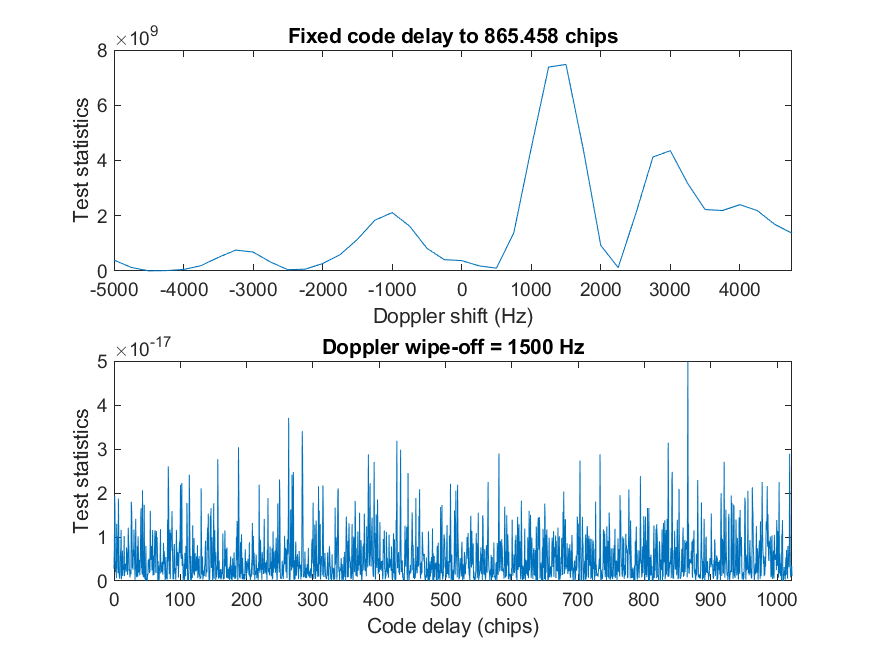 ×10⁹
Fixed code delay to 865.458 chips
8
6
4
2
0
Test statistics
-5000 -4000 -3000 -2000 -1000 0 1000 2000 3000 4000
Doppler shift (Hz)
×10⁻¹⁷
Doppler wipe-off = 1500 Hz
5
4
3
2
1
0
Test statistics
0 100 200 300 400 500 600 700 800 900 1000
Code delay (chips)